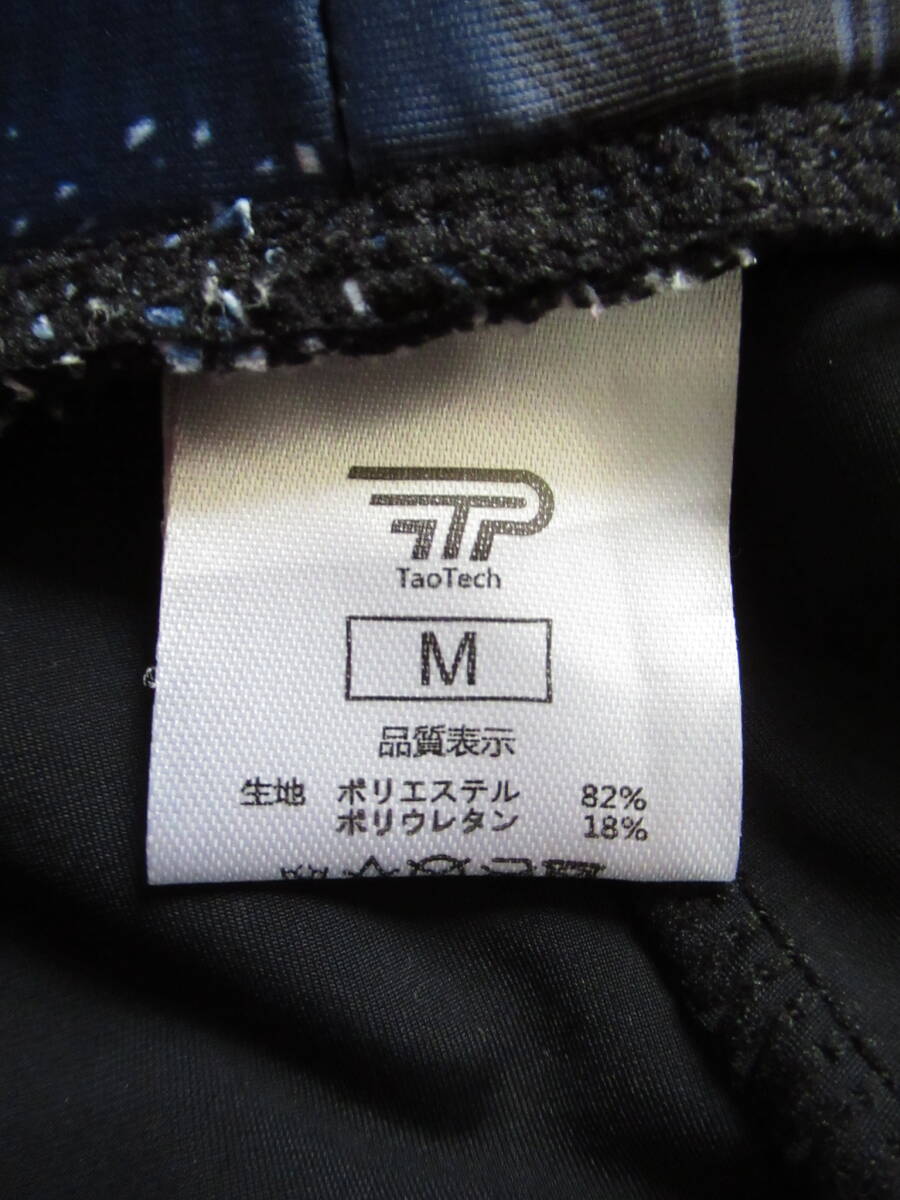 TaoTech
M
品質表示
生地 ポリエステル 82%
ポリウレタン 18%